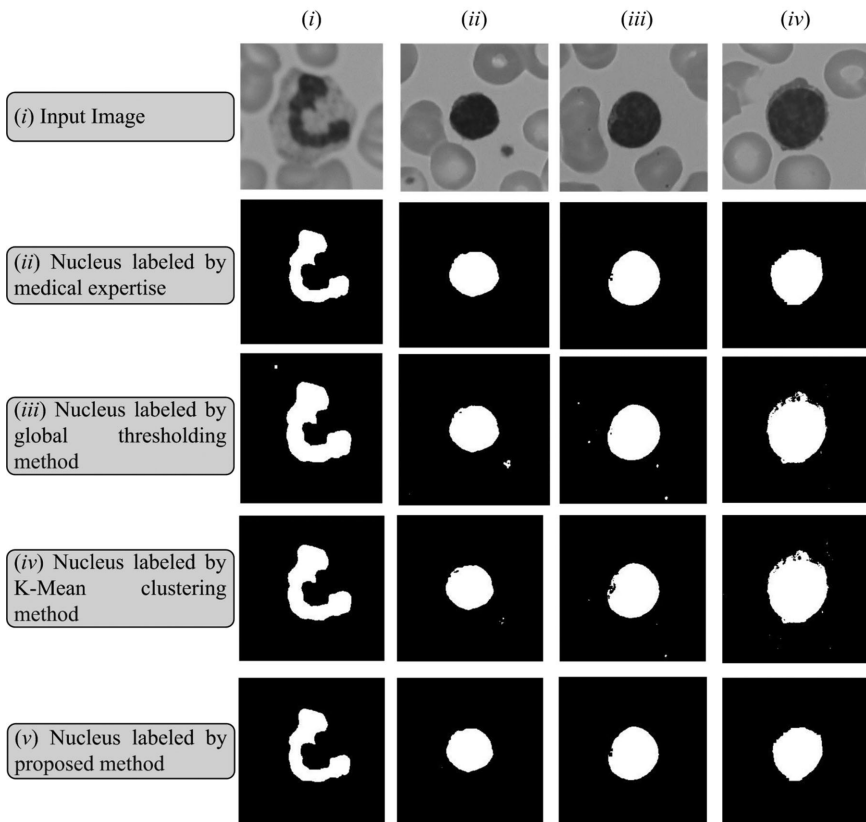 (i) (ii) (iii) (iv)
(i) Input Image
(ii) Nucleus labeled by
medical expertise
(iii) Nucleus labeled by
global thresholding
method
(iv) Nucleus labeled by
K-Mean clustering
method
(v) Nucleus labeled by
proposed method